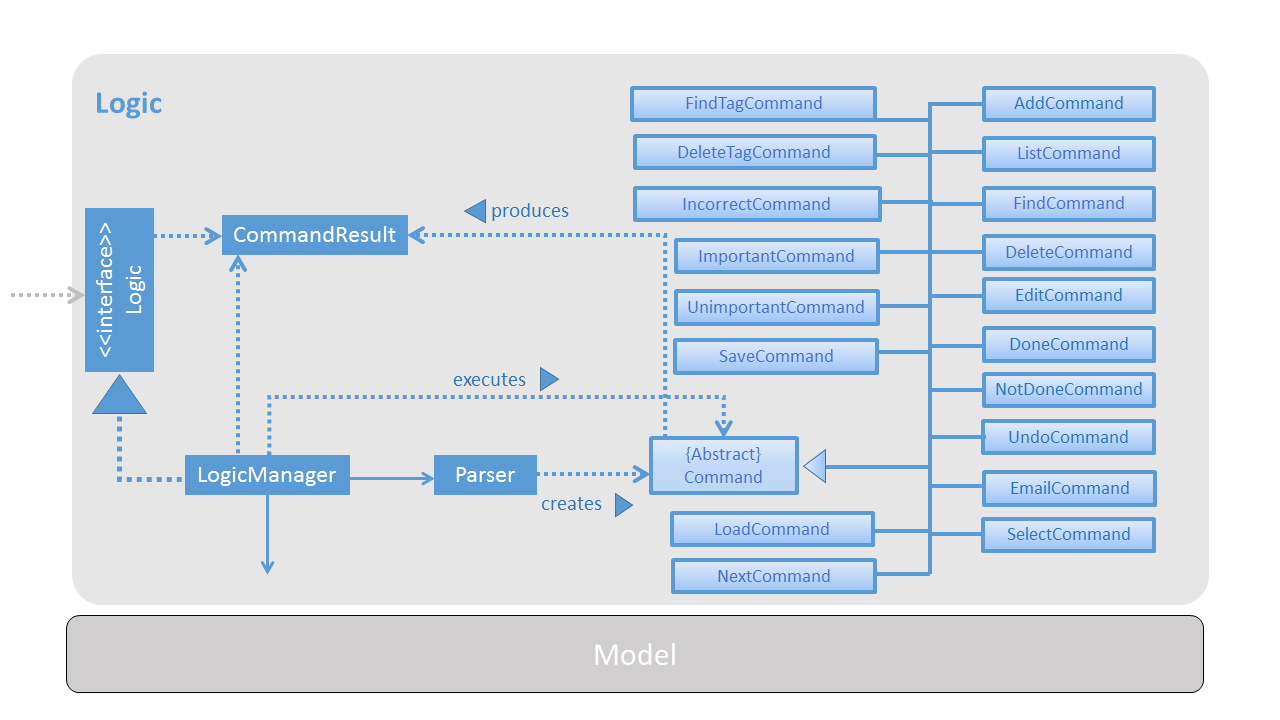 Logic
FindTagCommand
AddCommand
DeleteTagCommand
ListCommand
IncorrectCommand
FindCommand
produces
<<interface>>
Logic
CommandResult
ImportantCommand
DeleteCommand
UnimportantCommand
EditCommand
SaveCommand
DoneCommand
executes
NotDoneCommand
UndoCommand
LogicManager
Parser
{Abstract}
Command
creates
EmailCommand
LoadCommand
SelectCommand
NextCommand
Model